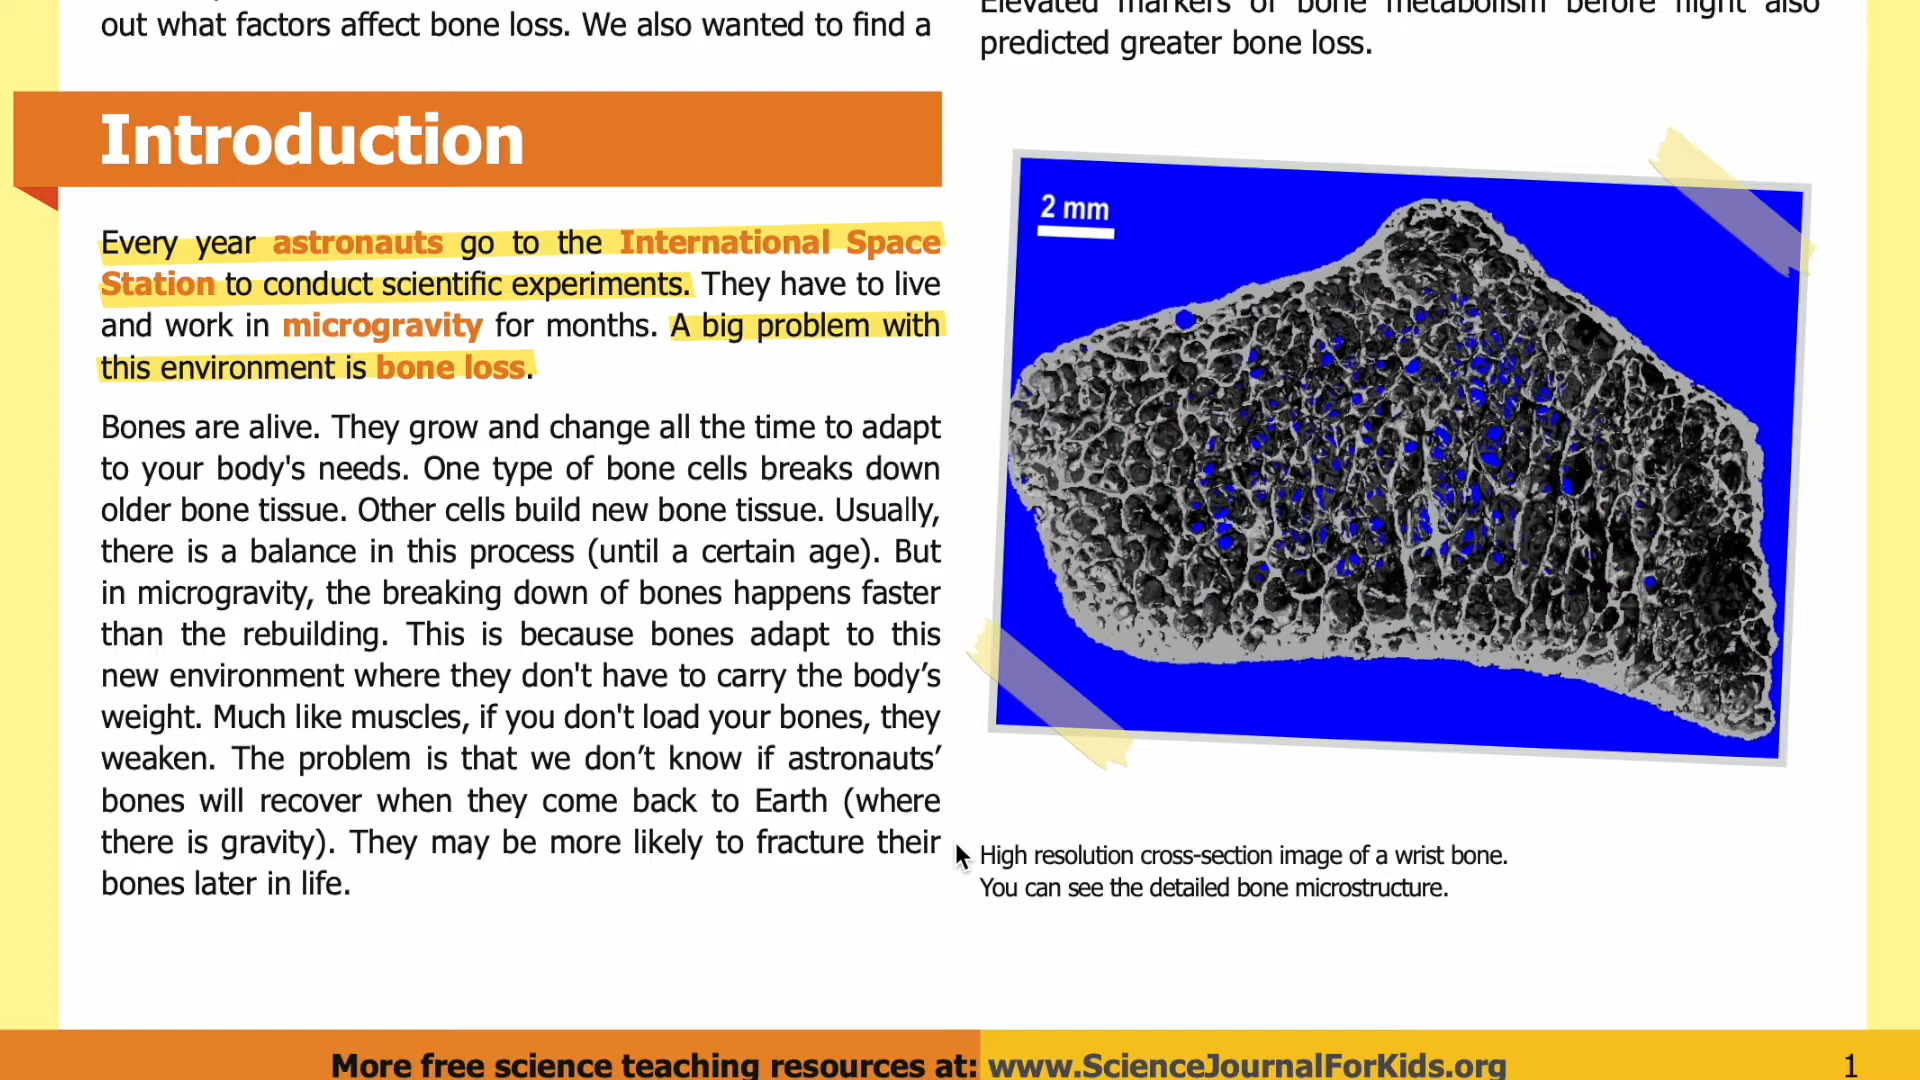 out what factors affect bone loss. We also wanted to find a
Introduction
Every year astronauts go to the International Space
Station to conduct scientific experiments. They have to live
and work in microgravity for months. A big problem with
this environment is bone loss.
Bones are alive. They grow and change all the time to adapt
to your body's needs. One type of bone cells breaks down
older bone tissue. Other cells build new bone tissue. Usually,
there is a balance in this process (until a certain age). But
in microgravity, the breaking down of bones happens faster
than the rebuilding. This is because bones adapt to this
new environment where they don't have to carry the body’s
weight. Much like muscles, if you don't load your bones, they
weaken. The problem is that we don’t know if astronauts’
bones will recover when they come back to Earth (where
there is gravity). They may be more likely to fracture their
bones later in life.
Elevated markers of bone metabolism before flight also
predicted greater bone loss.
2 mm
High resolution cross-section image of a wrist bone.
You can see the detailed bone microstructure.
More free science teaching resources at: www.ScienceJournalForKids.org
1